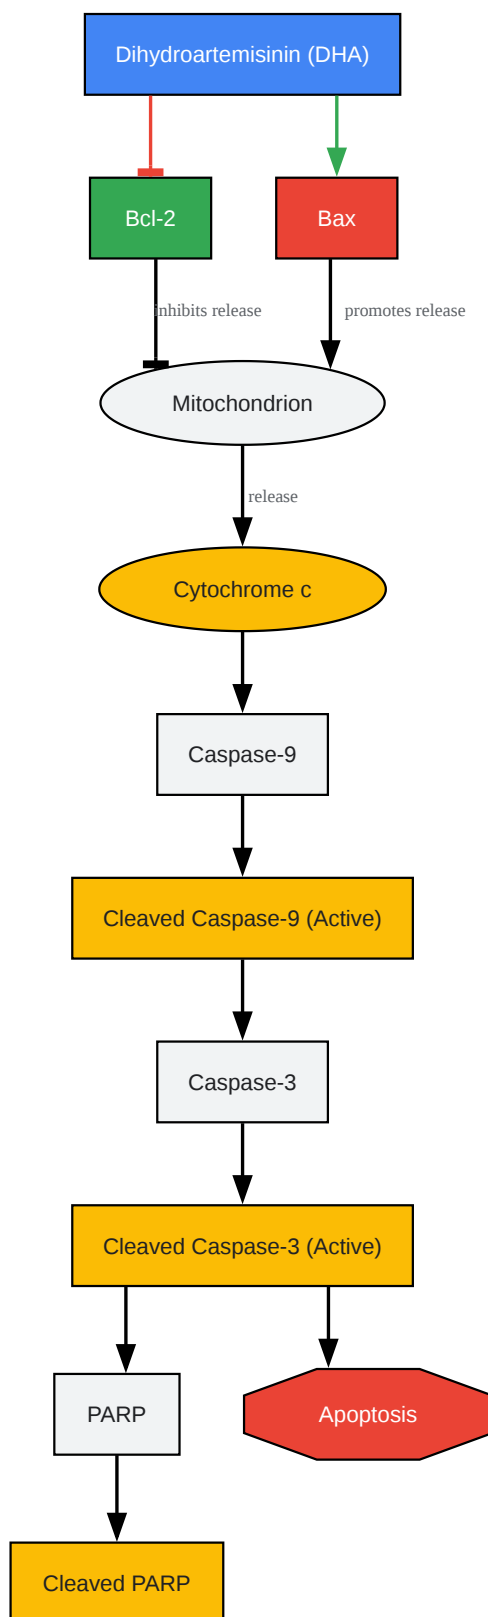 Dihydroartemisinin (DHA)
Bcl-2
Bax
inhibits release
promotes release
Mitochondrion
release
Cytochrome c
Caspase-9
Cleaved Caspase-9 (Active)
Caspase-3
Cleaved Caspase-3 (Active)
PARP
Apoptosis
Cleaved PARP